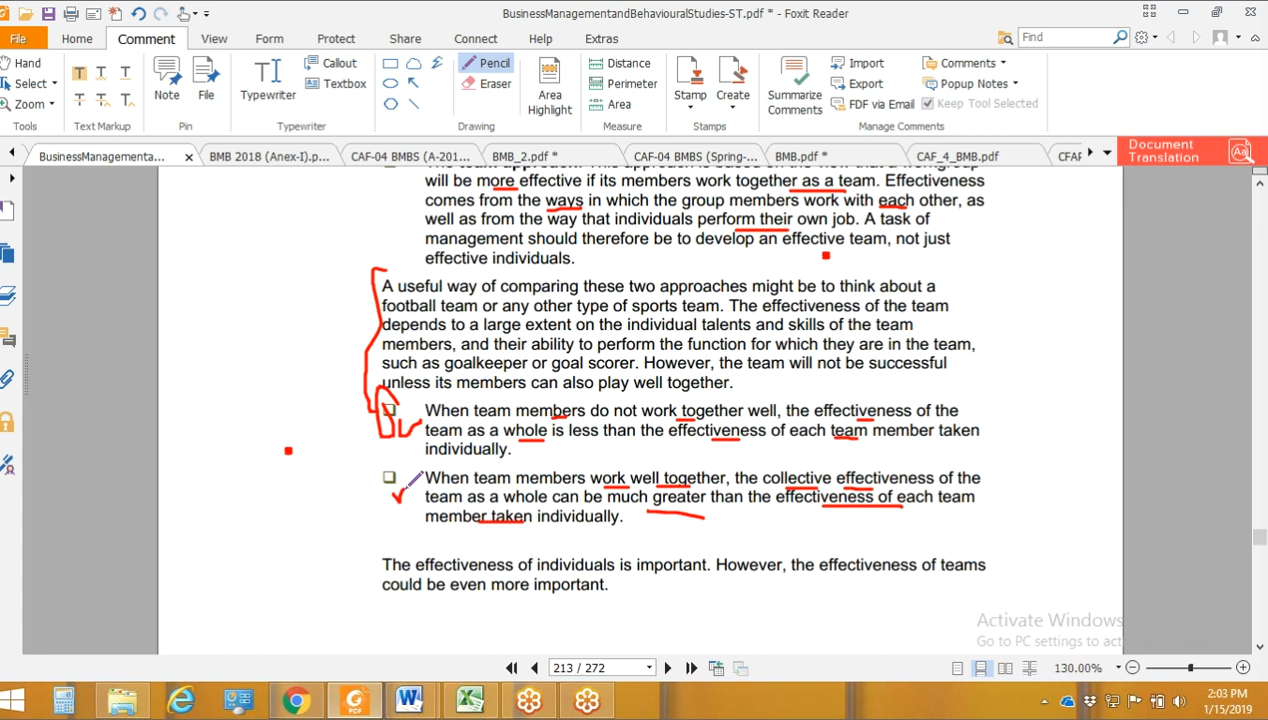 BusinessManagementandBehaviouralStudies-ST.pdf * - Foxit Reader
File Home Comment View Form Protect Share Connect Help Extras Find
Hand
Select
Zoom
Tools
T T T
T T T
Text Markup
Note
File
Pin
Typewriter
Callout
Textbox
Typewriter
Pencil
Eraser
Drawing
Area
Highlight
Distance
Perimeter
Area
Measure
Stamp
Create
Stamps
Summarize
Comments
Import
Export
FDF via Email
Comments
Popup Notes
Keep Tool Selected
Manage Comments
BusinessManagementa... BMB 2018 (Anex-I).p... CAF-04 BMBS (A-201... BMB_2.pdf * CAF-04 BMBS (Spring-... BMB.pdf * CAF_4_BMB.pdf CFAF
Document
Translation
will be more effective if its members work together as a team. Effectiveness
comes from the ways in which the group members work with each other, as
well as from the way that individuals perform their own job. A task of
management should therefore be to develop an effective team, not just
effective individuals.
A useful way of comparing these two approaches might be to think about a
football team or any other type of sports team. The effectiveness of the team
depends to a large extent on the individual talents and skills of the team
members, and their ability to perform the function for which they are in the team,
such as goalkeeper or goal scorer. However, the team will not be successful
unless its members can also play well together.
When team members do not work together well, the effectiveness of the
team as a whole is less than the effectiveness of each team member taken
individually.
When team members work well together, the collective effectiveness of the
team as a whole can be much greater than the effectiveness of each team
member taken individually.
The effectiveness of individuals is important. However, the effectiveness of teams
could be even more important.
Activate Windows
Go to PC settings to
213 / 272
130.00%
2:03 PM
1/15/2019